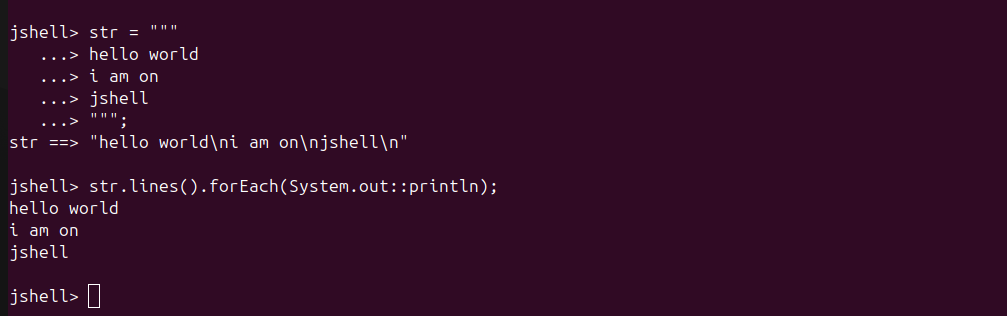 jshell> str = """
   ...> hello world
   ...> i am on
   ...> jshell
   ...> """;
str ==> "hello world\ni am on\njshell\n"
jshell> str.lines().forEach(System.out::println);
hello world
i am on
jshell
jshell>